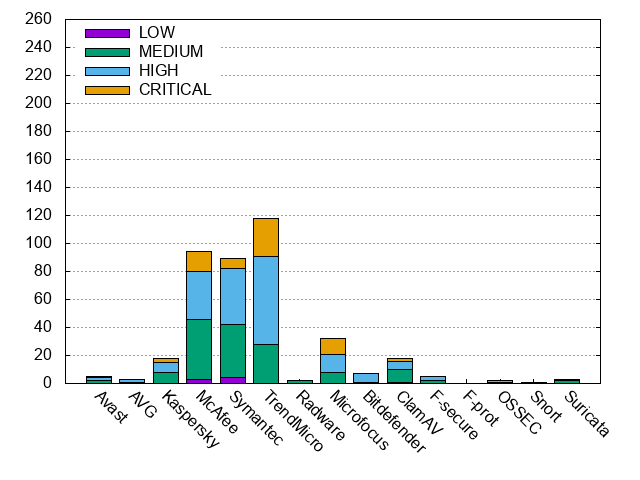 260
240
220
200
180
160
140
120
100
80
60
40
20
0
LOW
MEDIUM
HIGH
CRITICAL
Avast
AVG
Kaspersky
McAfee
Symantec
TrendMicro
Radware
Microfocus
Bitdefender
ClamAV
F-secure
F-prot
OSSEC
Snort
Suricata